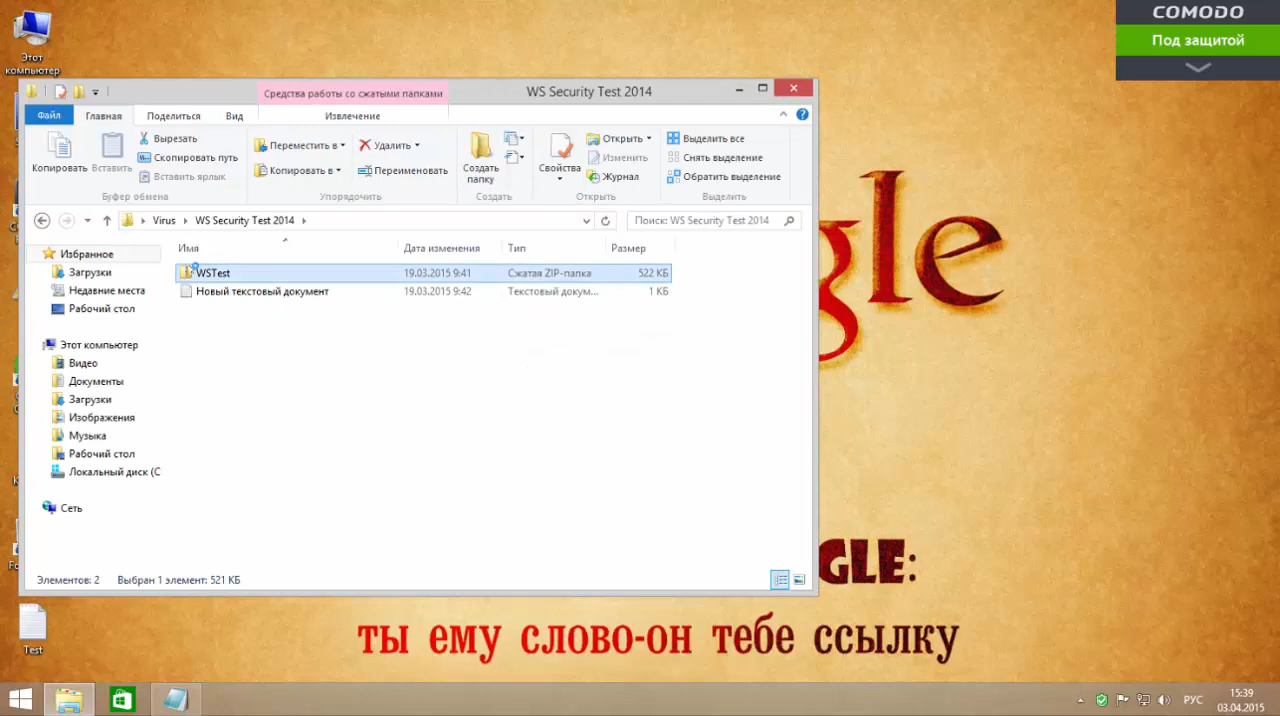 COMODO
Под защитой
Этот
компьютер
Средства работы со сжатыми папками
WS Security Test 2014
Файл
Главная
Поделиться
Вид
Извлечение
Копировать
Вставить
Вырезать
Скопировать путь
Вставить ярлык
Буфер обмена
Переместить в
Копировать в
Удалить
Переименовать
Упорядочить
Создать
папку
Создать
Свойства
Открыть
Изменить
Журнал
Открыть
Выделить все
Снять выделение
Обратить выделение
Выделить
Virus
WS Security Test 2014
Поиск: WS Security Test 2014
Имя
Дата изменения
Тип
Размер
WSTest
19.03.2015 9:41
Сжатая ZIP-папка
522 КБ
Новый текстовый документ
19.03.2015 9:42
Текстовый докум...
1 КБ
Избранное
Загрузки
Недавние места
Рабочий стол
Этот компьютер
Видео
Документы
Загрузки
Изображения
Музыка
Рабочий стол
Локальный диск (C
Сеть
Элементов: 2
Выбран 1 элемент: 521 КБ
gle
GLE:
ты ему слово-он тебе ссылку
Test
РУС
15:39
03.04.2015